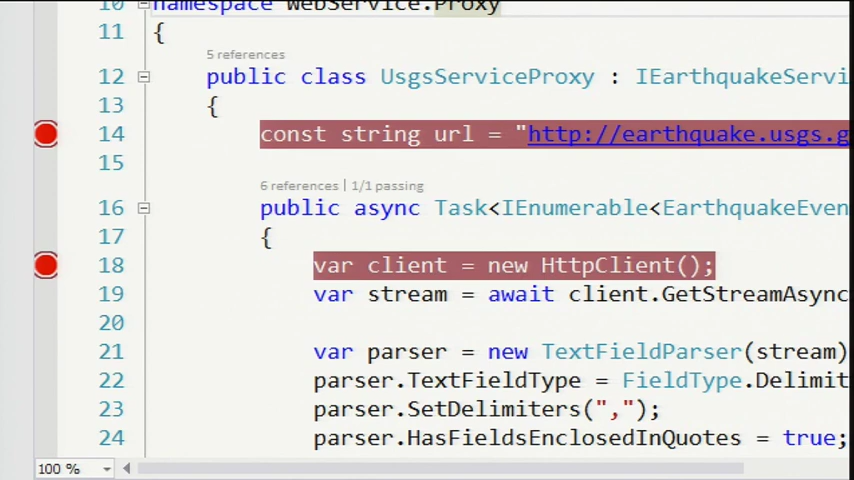 10 namespace WebService.Proxy
11 {
5 references
12 public class UsgsServiceProxy : IEarthquakeServi
13 {
14 const string url = "http://earthquake.usgs.g
15
6 references | 1/1 passing
16 public async Task<IEnumerable<EarthquakeEven
17 {
18 var client = new HttpClient();
19 var stream = await client.GetStreamAsync
20
21 var parser = new TextFieldParser(stream)
22 parser.TextFieldType = FieldType.Delimit
23 parser.SetDelimiters(",");
24 parser.HasFieldsEnclosedInQuotes = true;
100 %